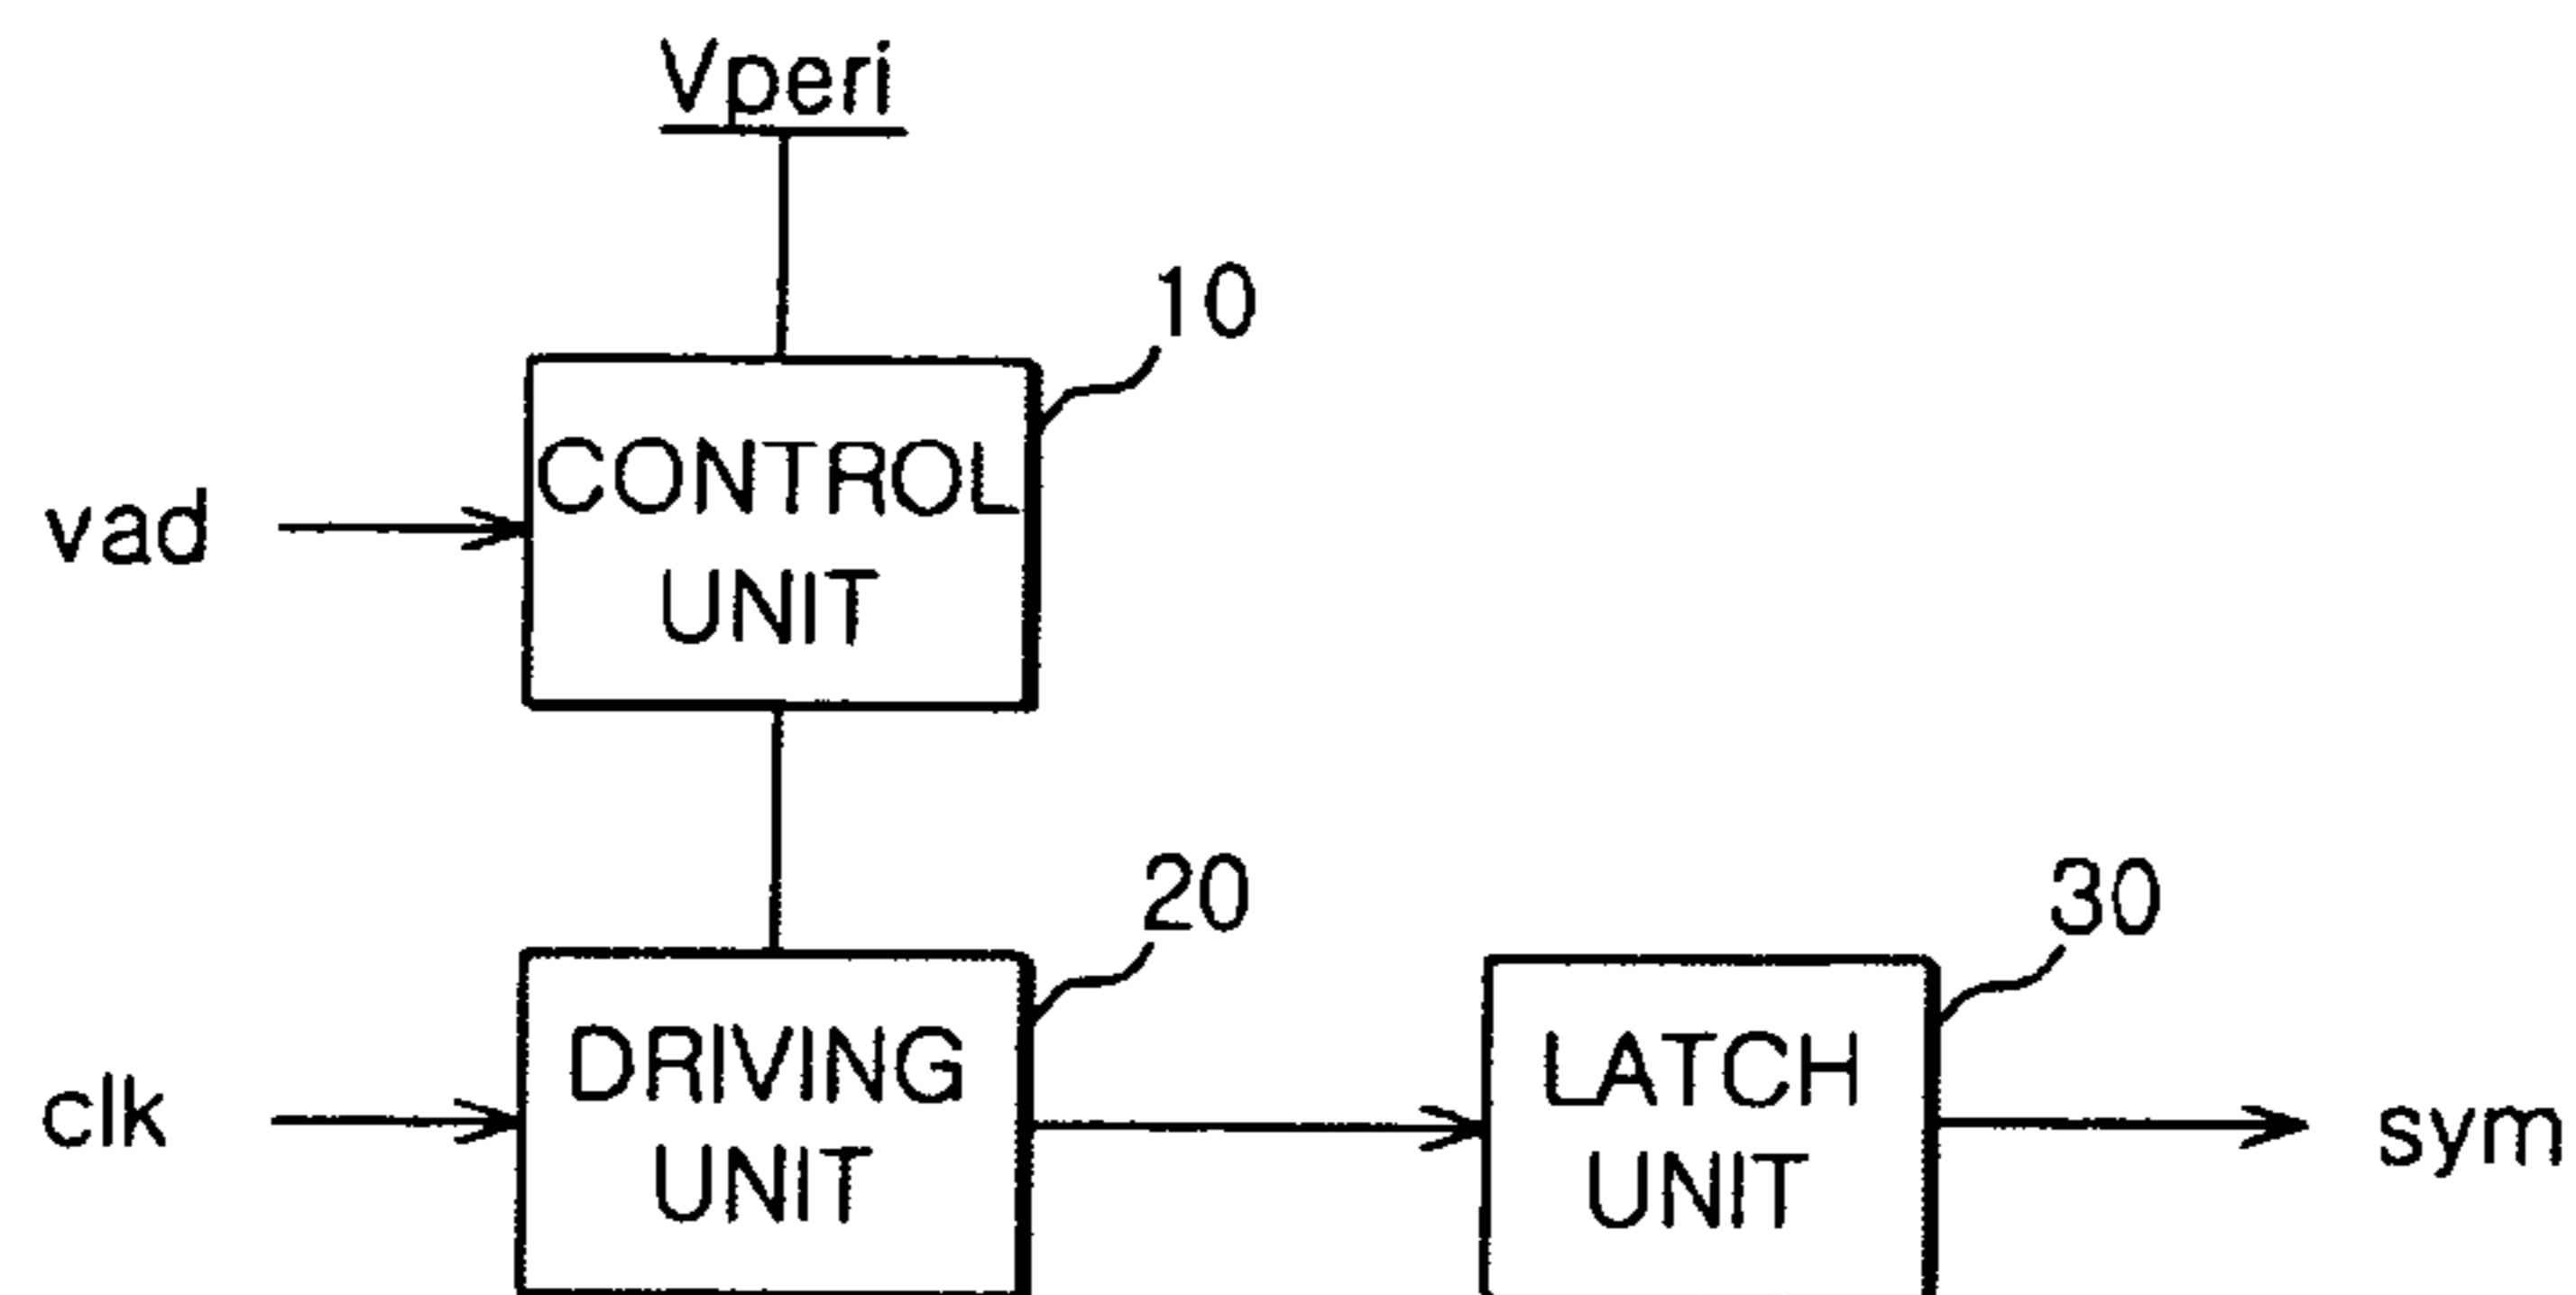 Vperi
10
vad
CONTROL
UNIT
20
30
clk
DRIVING
UNIT
LATCH
UNIT
sym